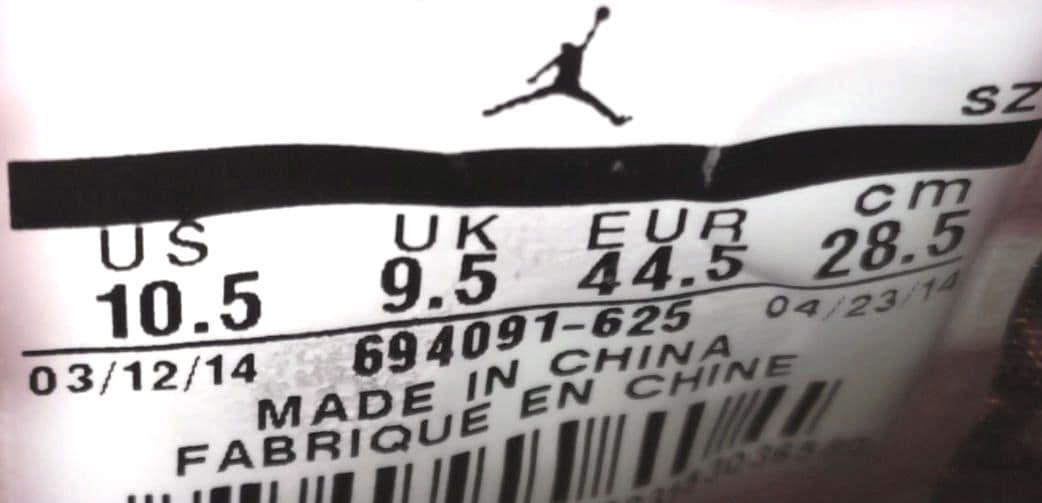 SZ
US UK EUR cm
10.5 9.5 44.5 28.5
03/12/14 694091-625 04/23/14
MADE IN CHINA
FABRIQUE EN CHINE